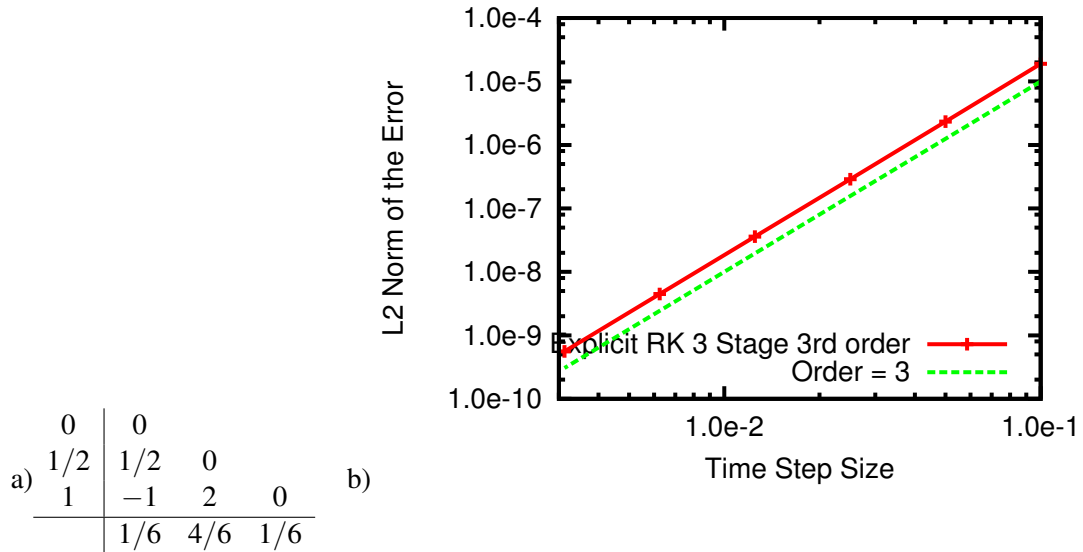 a)
0 0
1/2 1/2 0
1 −1 2 0
1/6 4/6 1/6
b)
L2 Norm of the Error
1.0e-4
1.0e-5
1.0e-6
1.0e-7
1.0e-8
1.0e-9
1.0e-10
Explicit RK 3 Stage 3rd order
Order = 3
1.0e-2 1.0e-1
Time Step Size